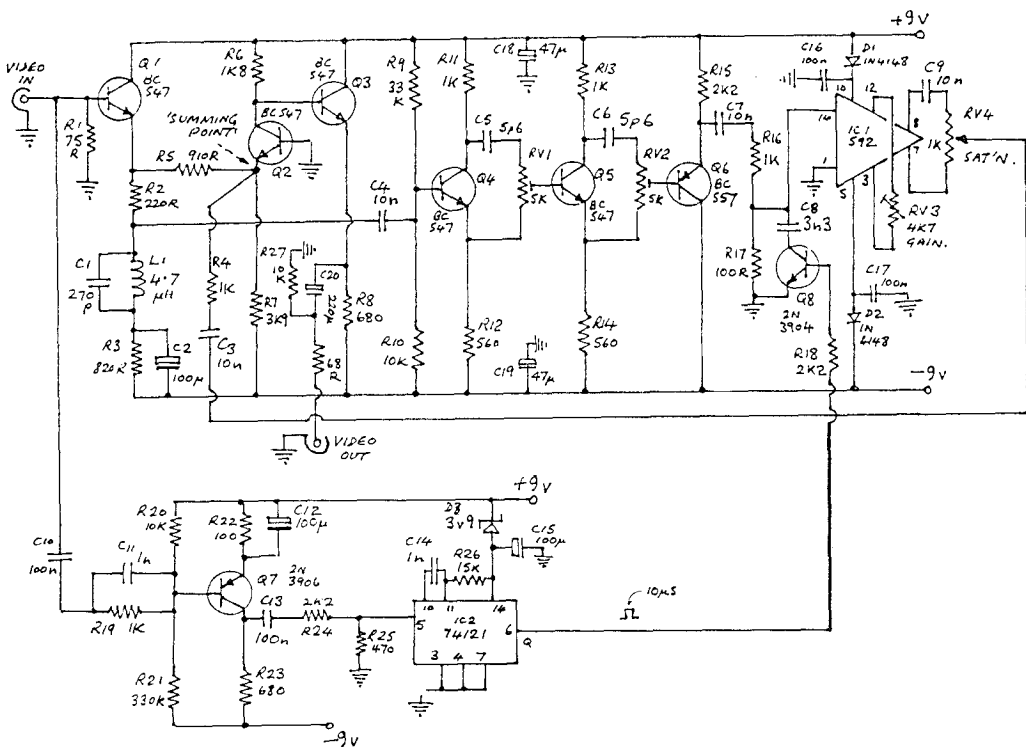 +9V
VIDEO
IN
Q1
BC
547
R1
75
R
R6
1K8
BC
547
Q3
'SUMMING
POINT'
BC547
Q2
R5
910R
R2
220R
C1
270
P
L1
4·7
µH
R3
820R
C2
100µ
R4
1K
C3
10n
R7
3K9
R27
10
K
C20
220µ
68
R
R8
680
VIDEO
OUT
C4
10n
R9
33
K
R10
10K
R11
1K
C5
5p6
Q4
BC
547
RV1
5K
R12
560
C18
47µ
C19
47µ
R13
1K
C6
5p6
Q5
BC
547
RV2
5K
R14
560
R15
2K2
C7
10n
Q6
BC
557
R16
1K
R17
100R
C8
3n3
Q8
2N
3904
R18
2K2
C16
100n
D1
1N4148
10
12
14
IC1
592
1
5
3
8
7
C9
10n
RV4
1K
SAT'N.
RV3
4K7
GAIN.
C17
100n
D2
1N
4148
-9V
+9V
C10
100n
C11
1n
R19
1K
R20
10K
R22
100
C12
100µ
Q7
2N
3906
C13
100n
2K2
R24
R25
470
R21
330K
R23
680
-9V
D3
3V9
C15
100µ
C14
1n
R26
15K
10
11
14
5
IC2
74121
6
Q
3
4
7
10µS